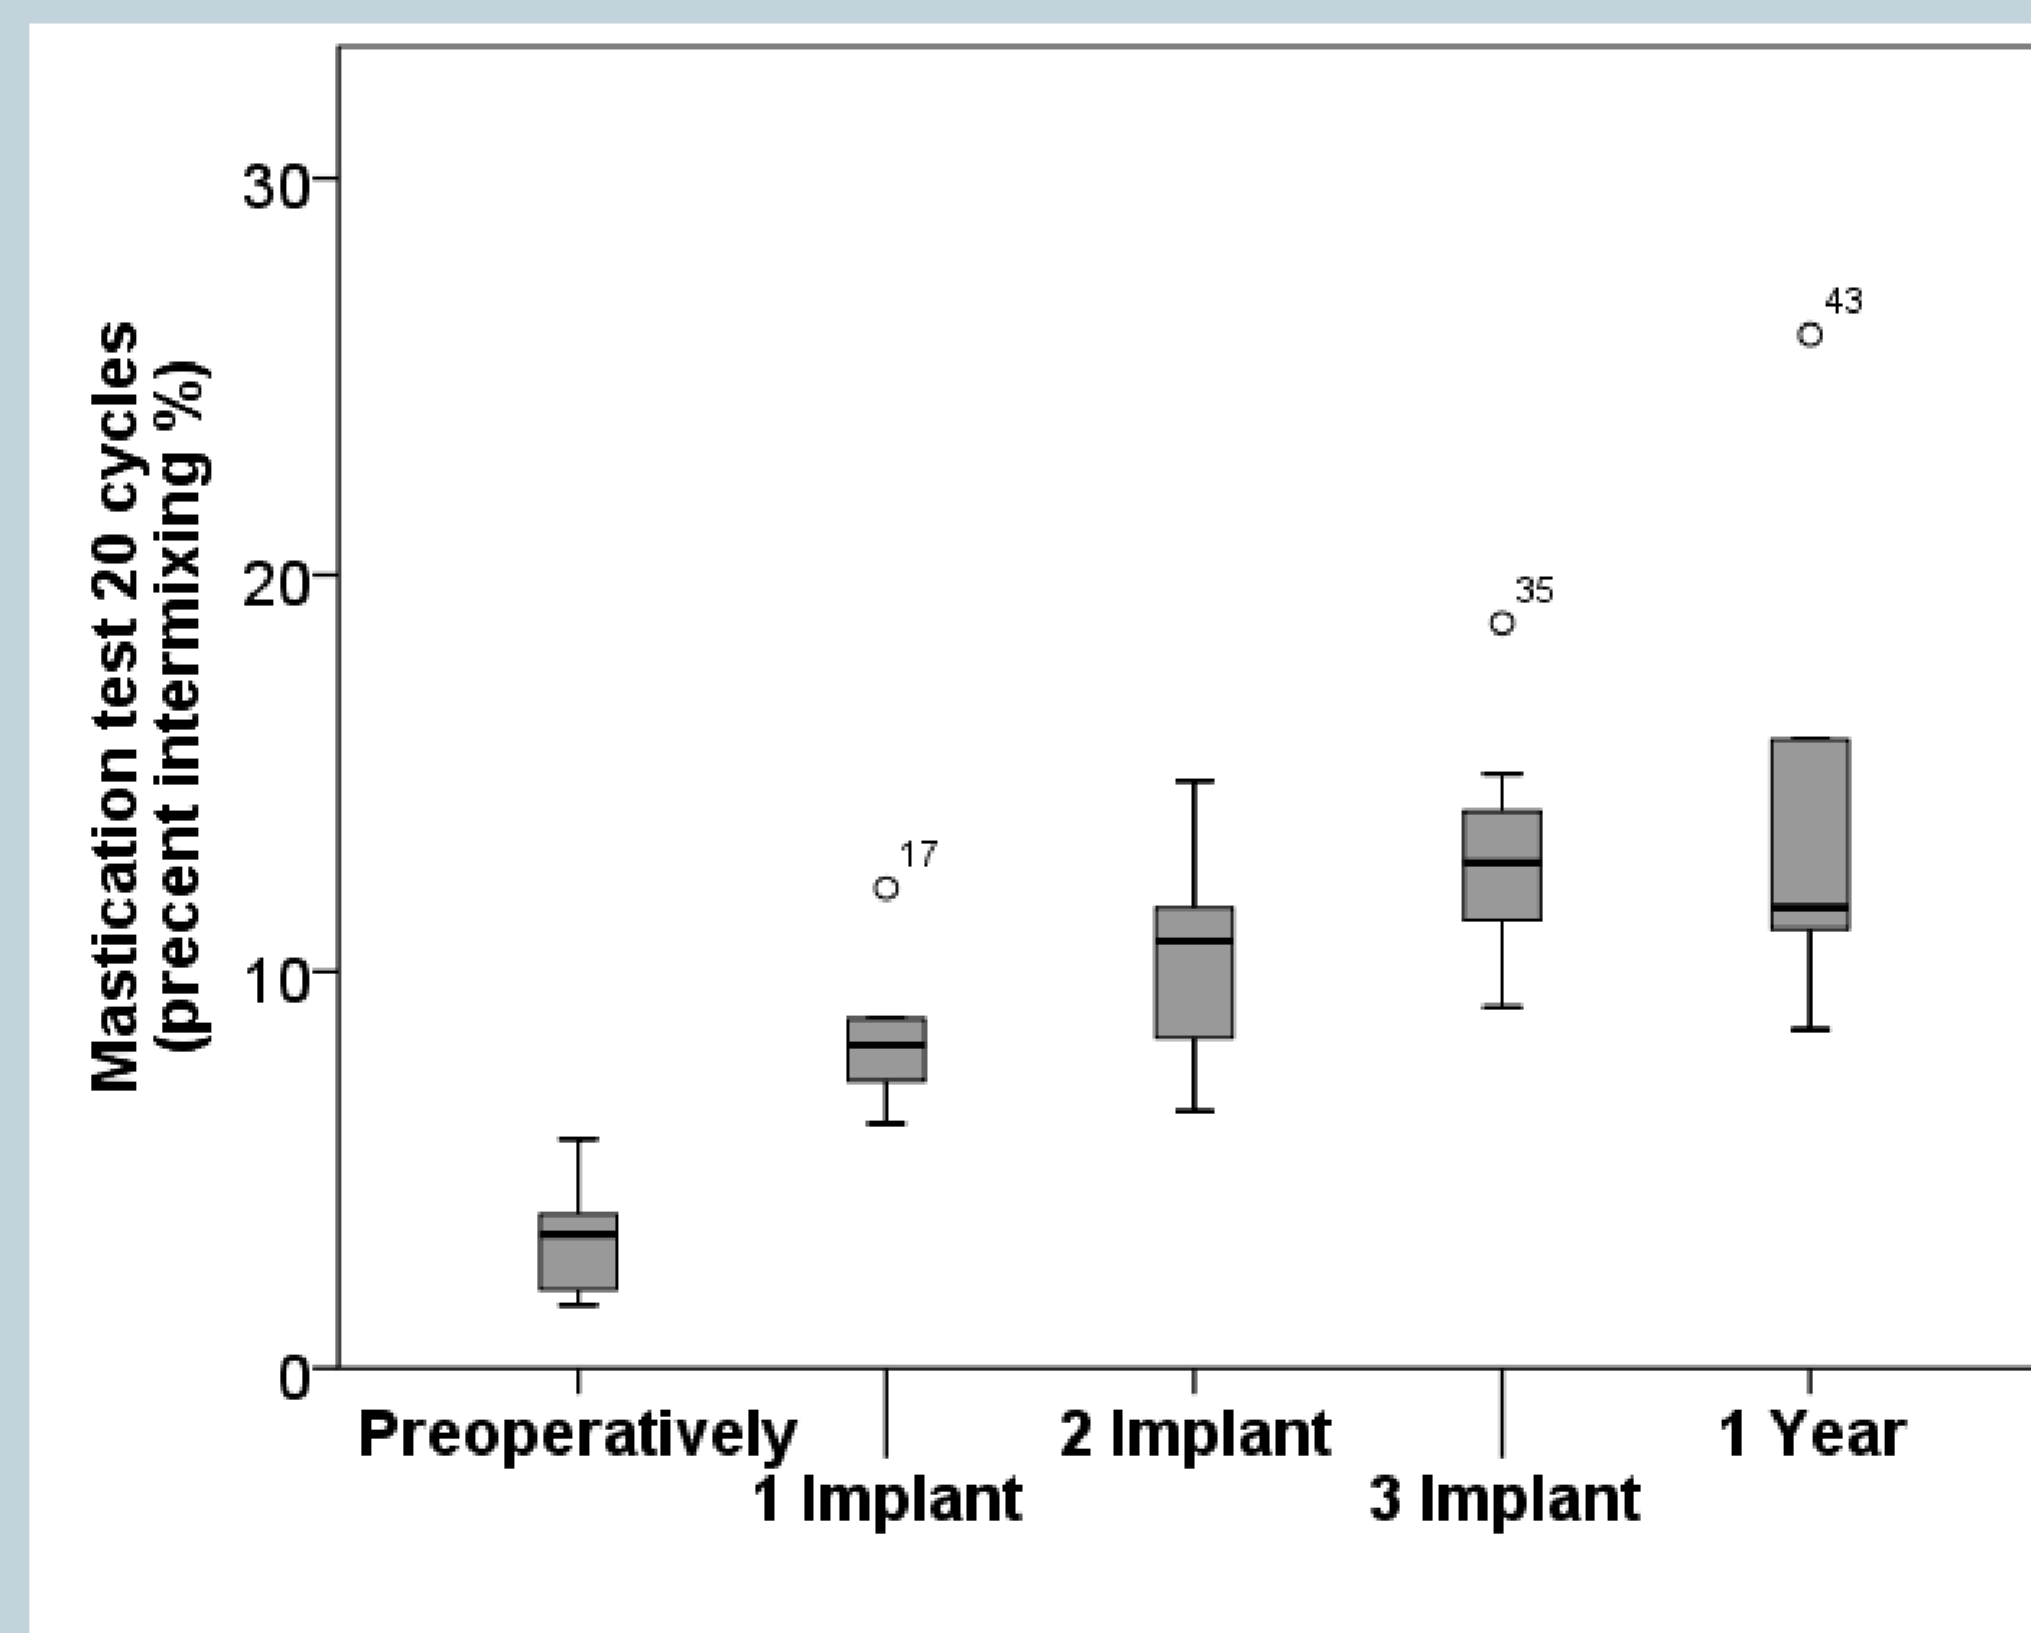 Mastication test 20 cycles
(precent intermixing %)
30
20
10
0
43
35
17
Preoperatively
1 Implant
2 Implant
3 Implant
1 Year